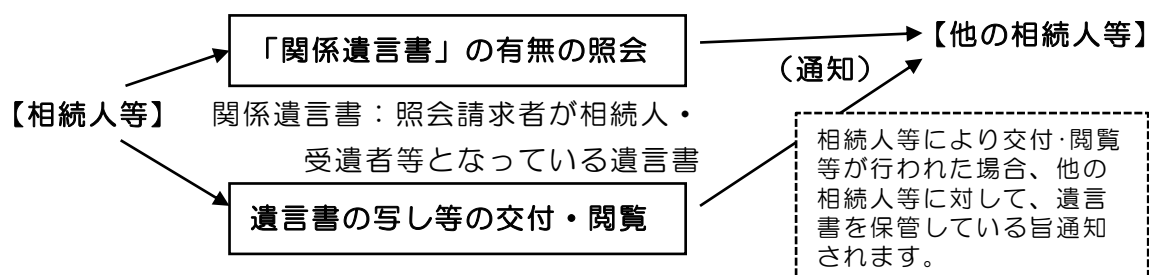 「関係遺言書」の有無の照会
【他の相続人等】
（通知）
【相続人等】
関係遺言書：照会請求者が相続人・
受遺者等となっている遺言書
遺言書の写し等の交付・閲覧
相続人等により交付･閲覧
等が行われた場合、他の
相続人等に対して、遺言
書を保管している旨通知
されます。